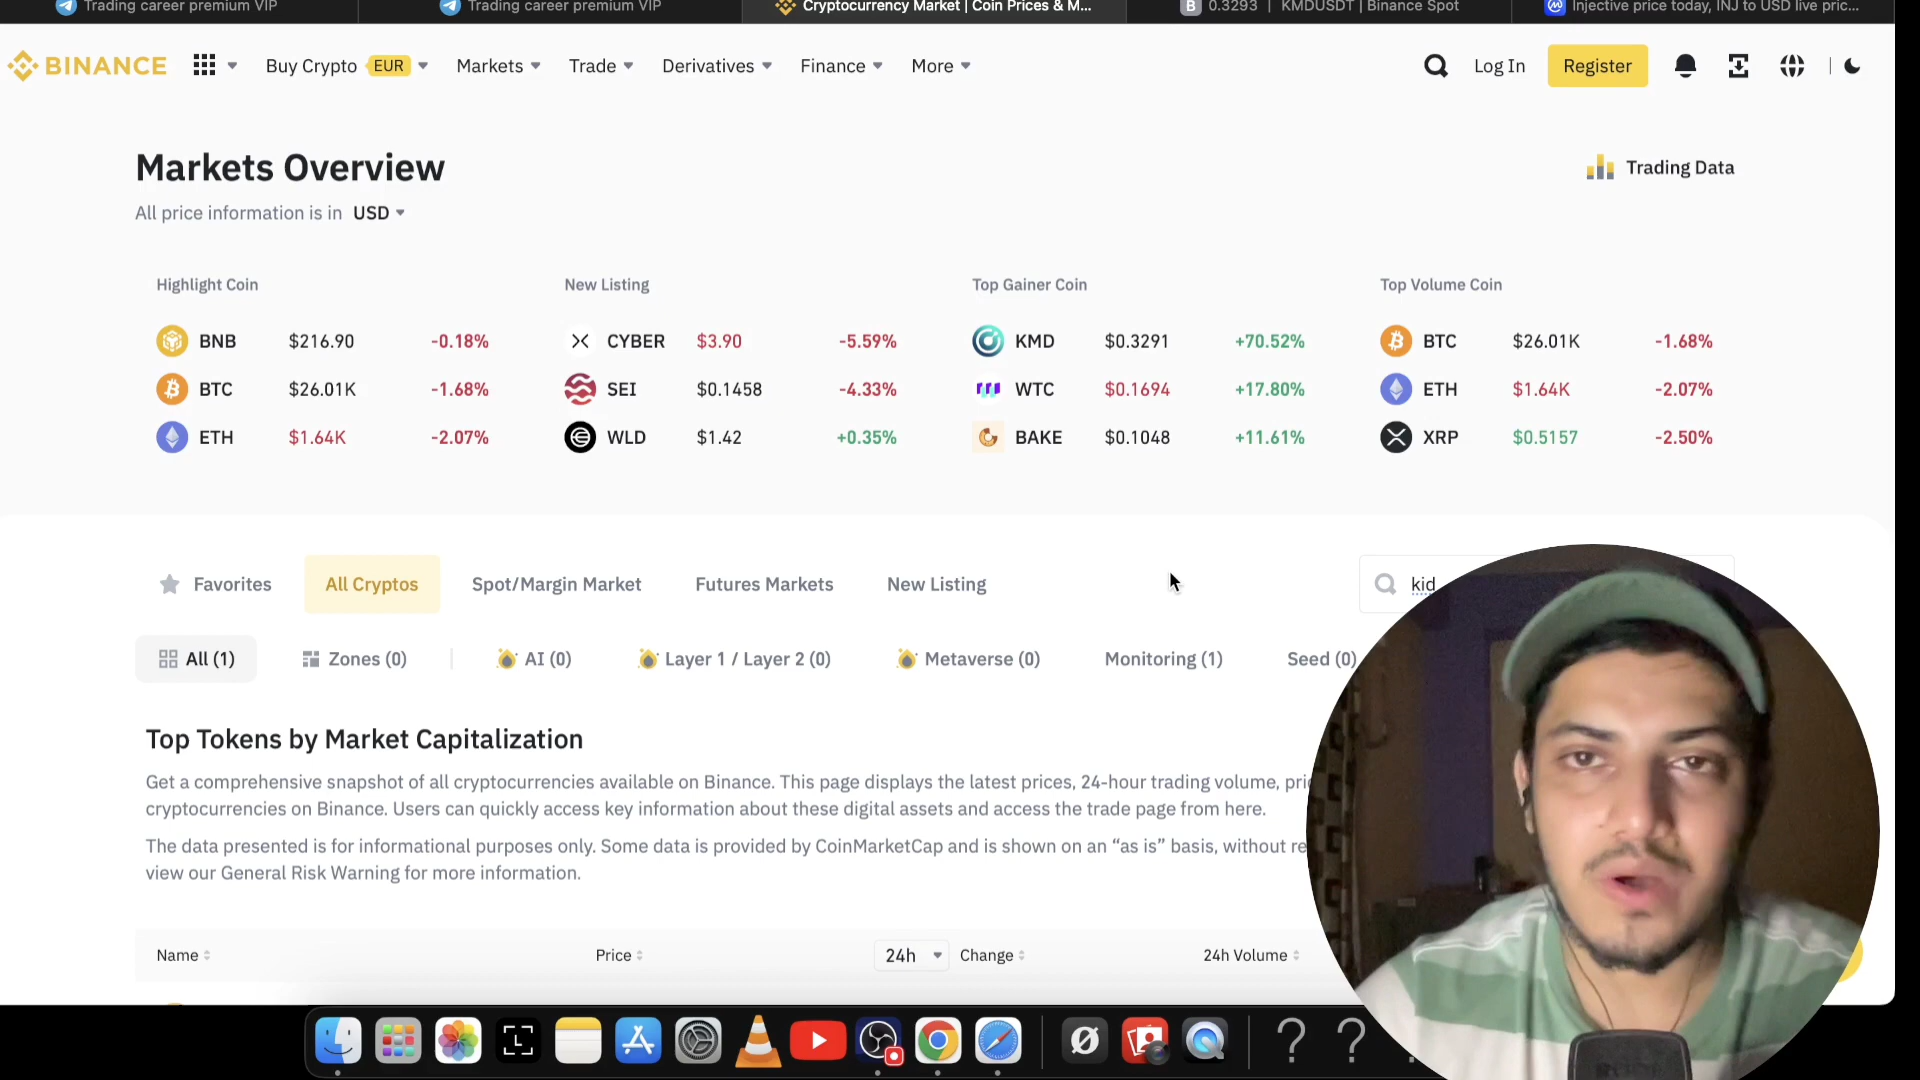 Trading career premium VIP
Trading career premium VIP
Cryptocurrency Market | Coin Prices & M...
0.3293 | KMDUSDT | Binance Spot
Injective price today, INJ to USD live pric...
BINANCE
Buy Crypto EUR
Markets
Trade
Derivatives
Finance
More
Log In
Register
Markets Overview
Trading Data
All price information is in USD
Highlight Coin
BNB $216.90 -0.18%
BTC $26.01K -1.68%
ETH $1.64K -2.07%
New Listing
CYBER $3.90 -5.59%
SEI $0.1458 -4.33%
WLD $1.42 +0.35%
Top Gainer Coin
KMD $0.3291 +70.52%
WTC $0.1694 +17.80%
BAKE $0.1048 +11.61%
Top Volume Coin
BTC $26.01K -1.68%
ETH $1.64K -2.07%
XRP $0.5157 -2.50%
Favorites
All Cryptos
Spot/Margin Market
Futures Markets
New Listing
kid
All (1)
Zones (0)
AI (0)
Layer 1 / Layer 2 (0)
Metaverse (0)
Monitoring (1)
Seed (0)
Top Tokens by Market Capitalization
Get a comprehensive snapshot of all cryptocurrencies available on Binance. This page displays the latest prices, 24-hour trading volume,
cryptocurrencies on Binance. Users can quickly access key information about these digital assets and access the trade page from here.
The data presented is for informational purposes only. Some data is provided by CoinMarketCap and is shown on an “as is” basis, without
view our General Risk Warning for more information.
Name
Price
24h
Change
24h Volume